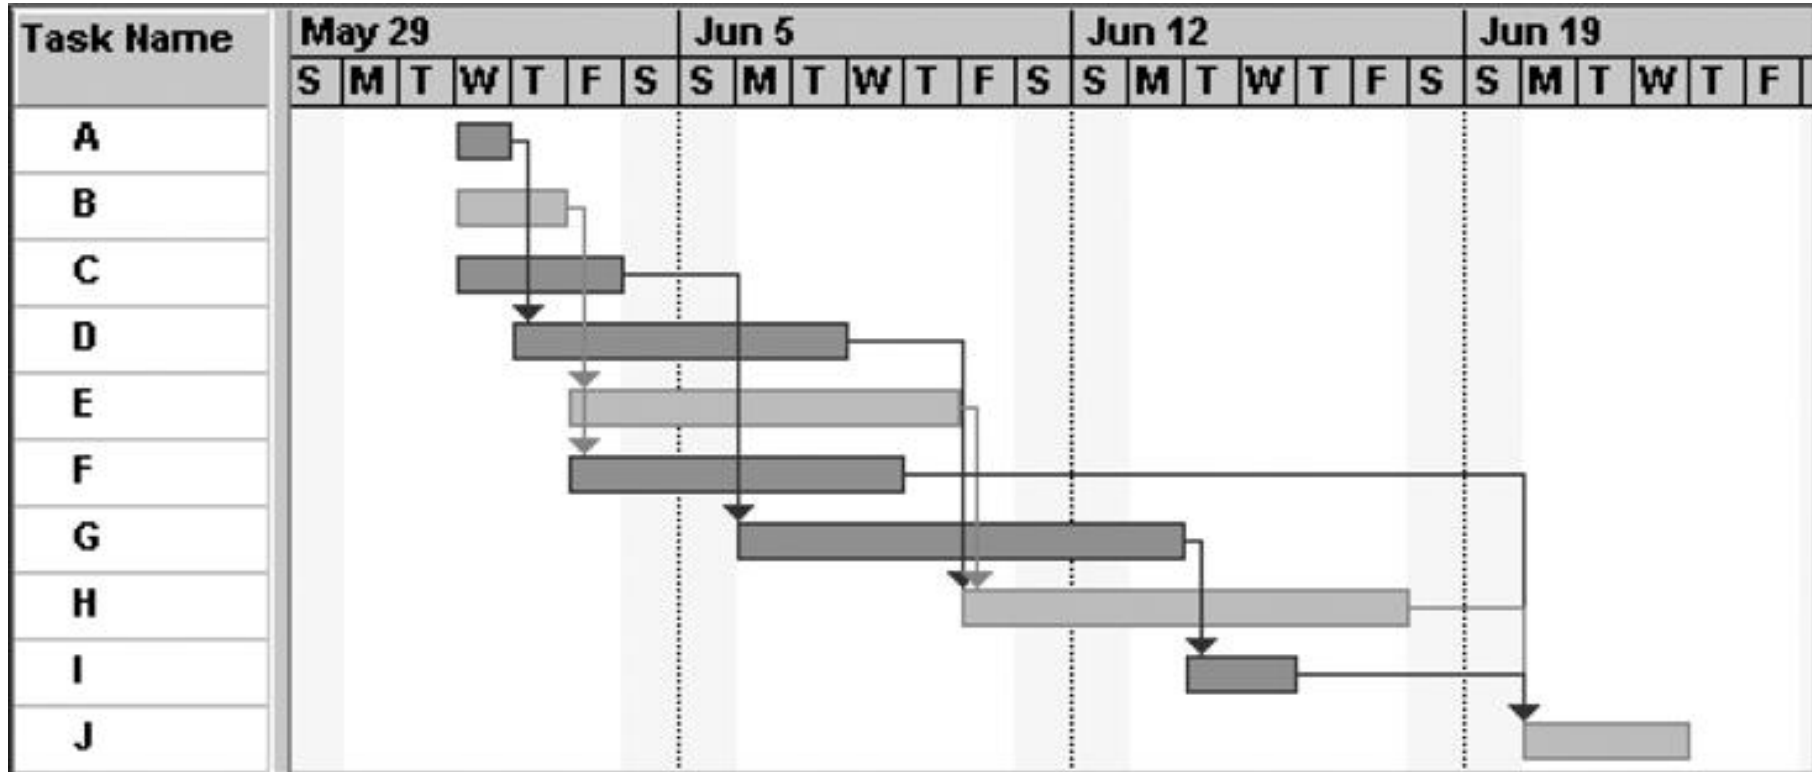 Task Name May 29 Jun 5 Jun 12 Jun 19
S M T W T F S S M T W T F S S M T W T F S S M T W T F
A
B
C
D
E
F
G
H
I
J